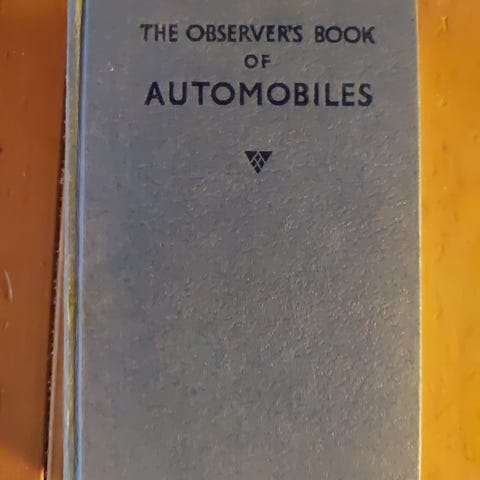 THE OBSERVER'S BOOK
OF
AUTOMOBILES